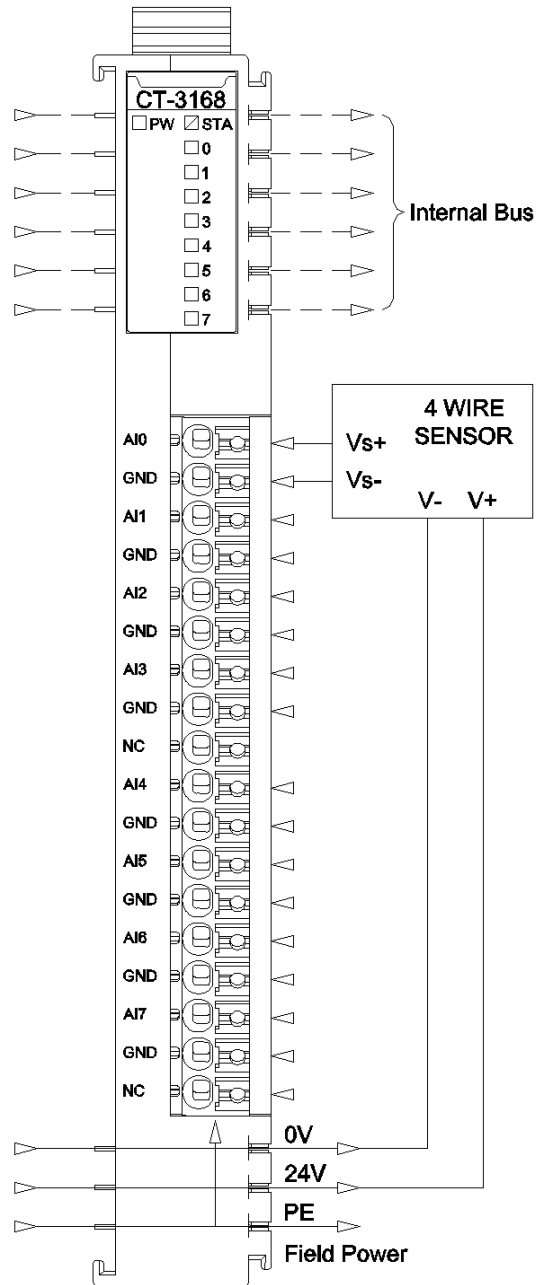 CT-3168
PW STA
0
1
2
3
4
5
6
7
Internal Bus
4 WIRE
SENSOR
Vs+
Vs-
V- V+
AI0
GND
AI1
GND
AI2
GND
AI3
GND
NC
AI4
GND
AI5
GND
AI6
GND
AI7
GND
NC
0V
24V
PE
Field Power